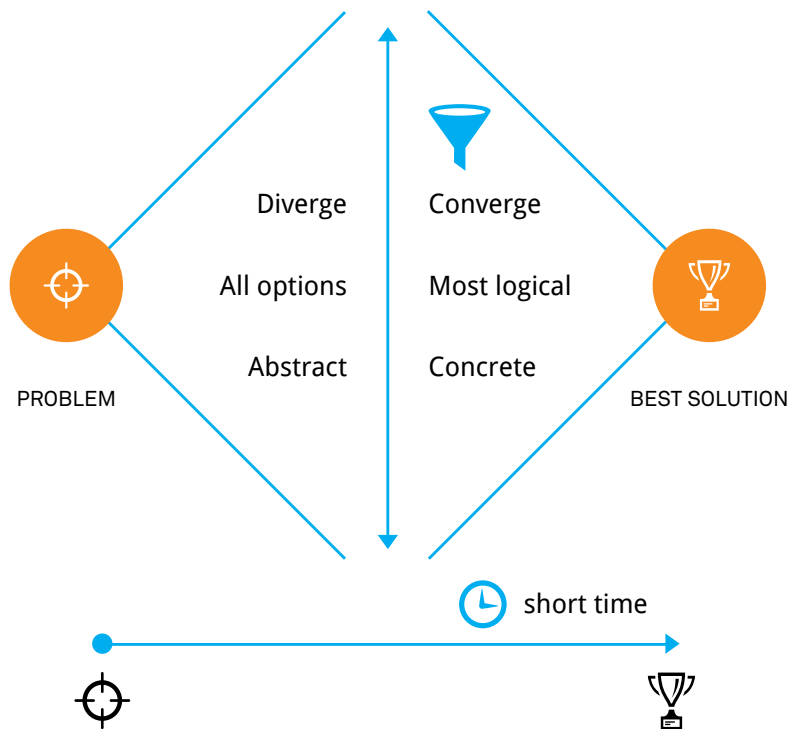 Diverge
Converge
All options
Most logical
Abstract
Concrete
PROBLEM
BEST SOLUTION
short time